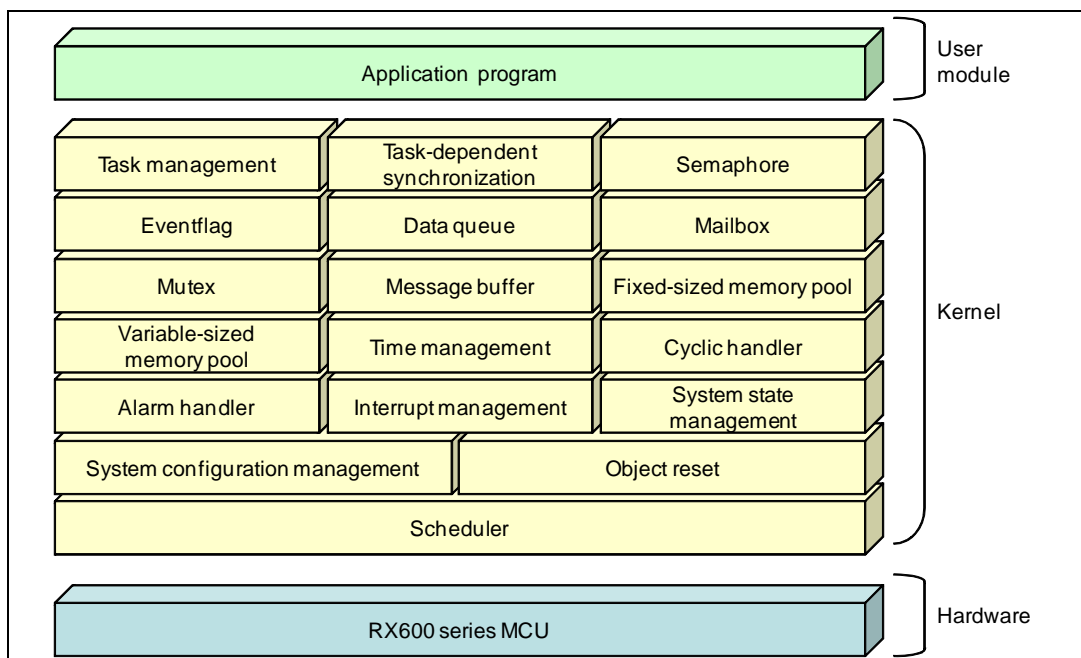 Application program
User
module
Task management
Task-dependent
synchronization
Semaphore
Eventflag
Data queue
Mailbox
Mutex
Message buffer
Fixed-sized memory pool
Kernel
Variable-sized
memory pool
Time management
Cyclic handler
Alarm handler
Interrupt management
System state
management
System configuration management
Object reset
Scheduler
RX600 series MCU
Hardware